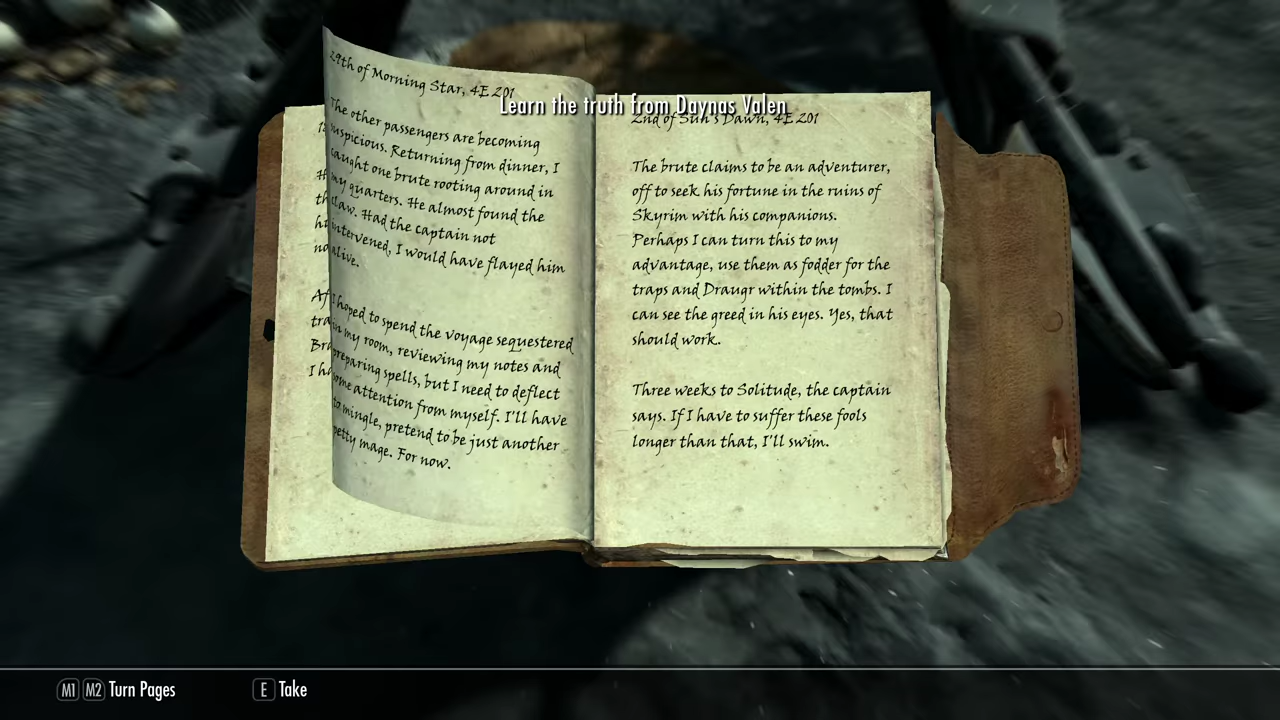 Learn the truth from Daynas Valen
29th of Morning Star, 4E 201
The other passengers are becoming
suspicious. Returning from dinner, I
caught one brute rooting around in
my quarters. He almost found the
claw. Had the captain not
intervened, I would have flayed him
alive.
I hoped to spend the voyage sequestered
in my room, reviewing my notes and
preparing spells, but I need to deflect
some attention from myself. I'll have
to mingle, pretend to be just another
petty mage. For now.
2nd of Sun's Dawn, 4E 201
The brute claims to be an adventurer,
off to seek his fortune in the ruins of
Skyrim with his companions.
Perhaps I can turn this to my
advantage, use them as fodder for the
traps and Draugr within the tombs. I
can see the greed in his eyes. Yes, that
should work.
Three weeks to Solitude, the captain
says. If I have to suffer these fools
longer than that, I'll swim.
M1 M2 Turn Pages
E Take